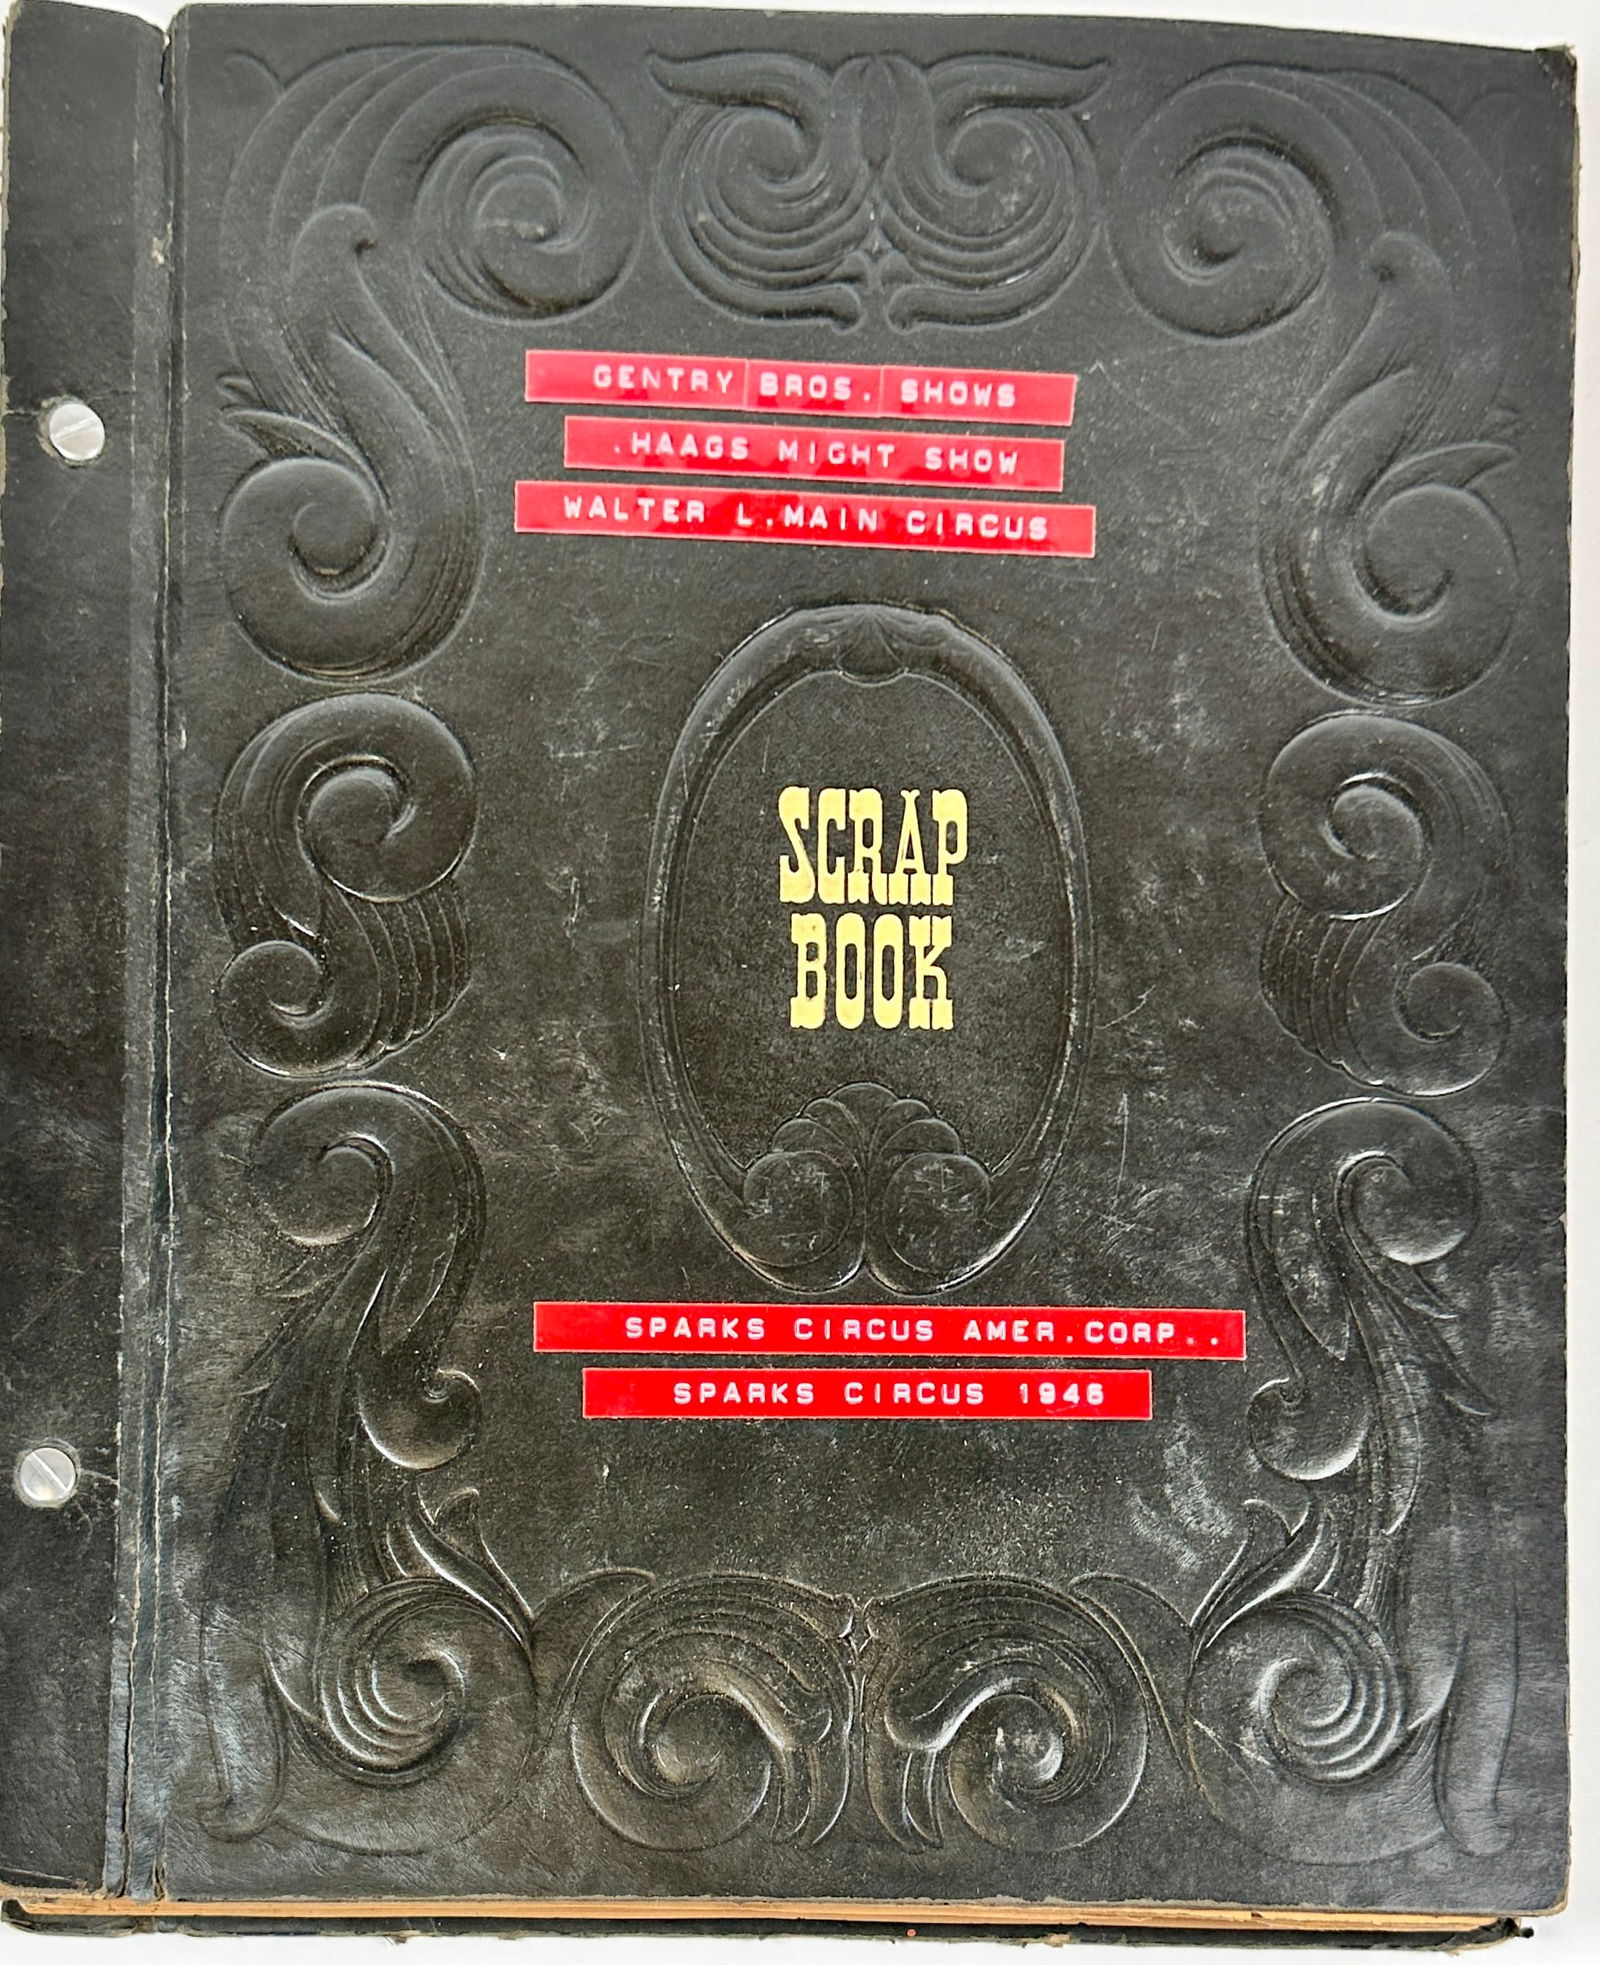 GENTRY BROS. SHOWS
.HAAGS MIGHT SHOW
WALTER L.MAIN CIRCUS
SCRAP
BOOK
SPARKS CIRCUS AMER.CORP..
SPARKS CIRCUS 1946